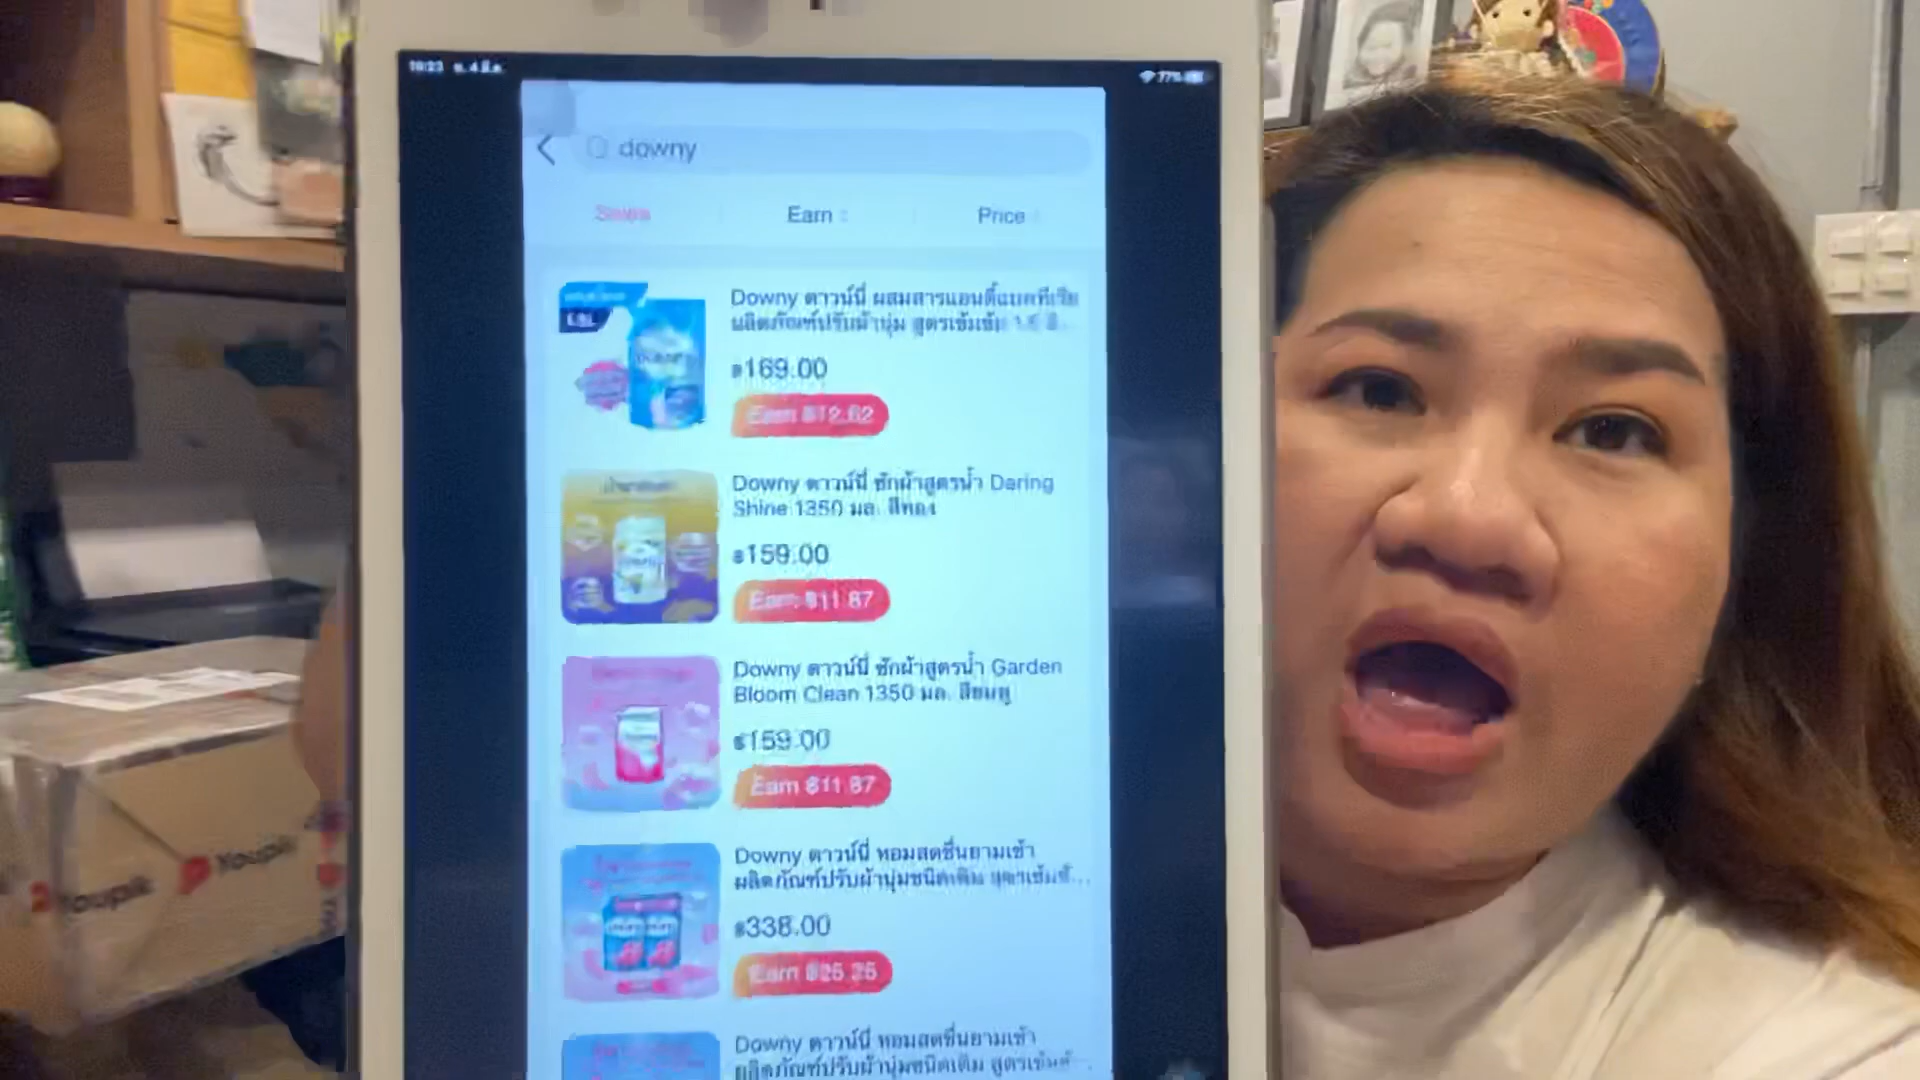 19:23
77%
downy
Sales
Earn
Price
Downy ดาวน์นี่ ผสมสารแอนตี้แบคทีเรีย
ผลิตภัณฑ์ปรับผ้านุ่ม สูตรเข้มข้น
฿169.00
Earn ฿12.62
Downy ดาวน์นี่ ซักผ้าสูตรน้ำ Daring
Shine 1350 มล. สีทอง
฿159.00
Earn ฿11.87
Downy ดาวน์นี่ ซักผ้าสูตรน้ำ Garden
Bloom Clean 1350 มล. สีชมพู
฿159.00
Earn ฿11.87
Downy ดาวน์นี่ หอมสดชื่นยามเช้า
ผลิตภัณฑ์ปรับผ้านุ่มชนิดเติม สูตรเข้มข้...
฿338.00
Earn ฿25.25
Downy ดาวน์นี่ หอมสดชื่นยามเช้า
ผลิตภัณฑ์ปรับผ้านุ่มชนิดเติม สูตรเข้มข้...
Youpik
Youpik